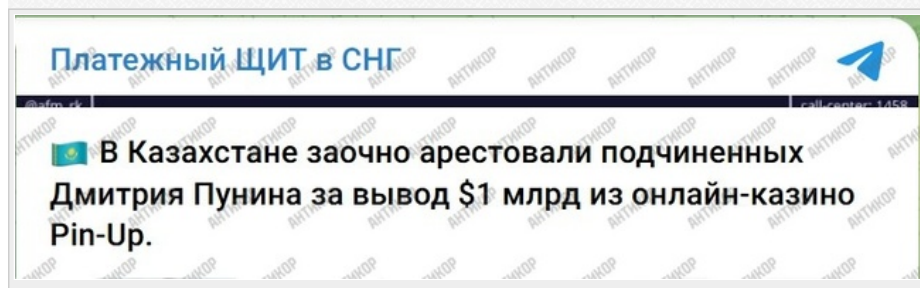 Платежный ЩИТ в СНГ
@afm_rk
call-center: 1458
В Казахстане заочно арестовали подчиненных
Дмитрия Пунина за вывод $1 млрд из онлайн-казино
Pin-Up.
АНТИКОР